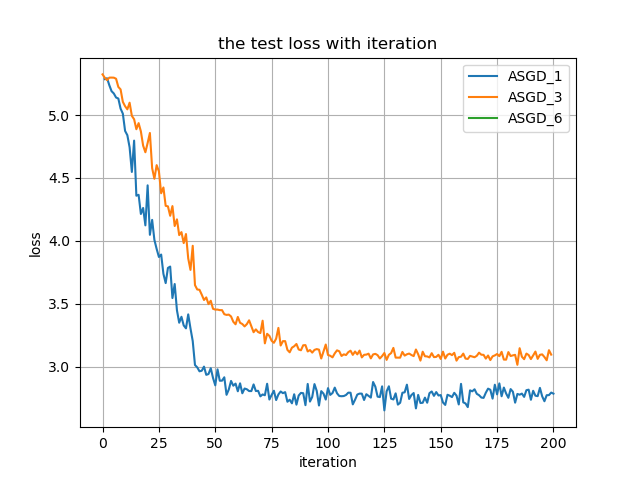 the test loss with iteration
ASGD_1
ASGD_3
ASGD_6
5.0
4.5
4.0
3.5
3.0
loss
0 25 50 75 100 125 150 175 200
iteration